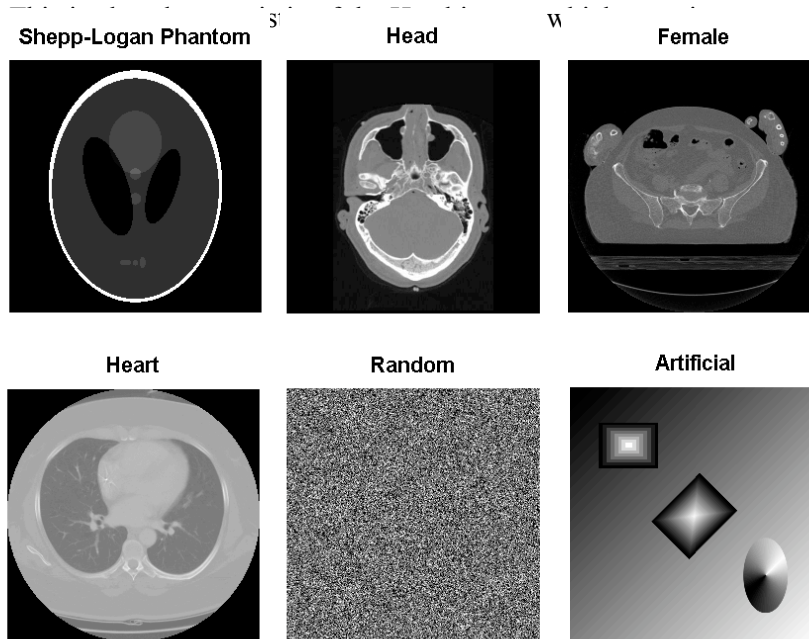 Shepp-Logan Phantom
Head
Female
Heart
Random
Artificial